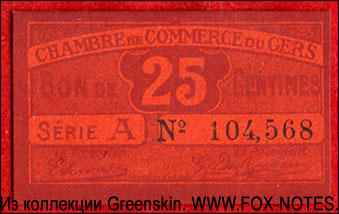 CHAMBRE DE COMMERCE DU GERS
BON DE 25 CENTIMES
SÉRIE A Nº 104,568
Из коллекции Greenskin. WWW.FOX-NOTES.